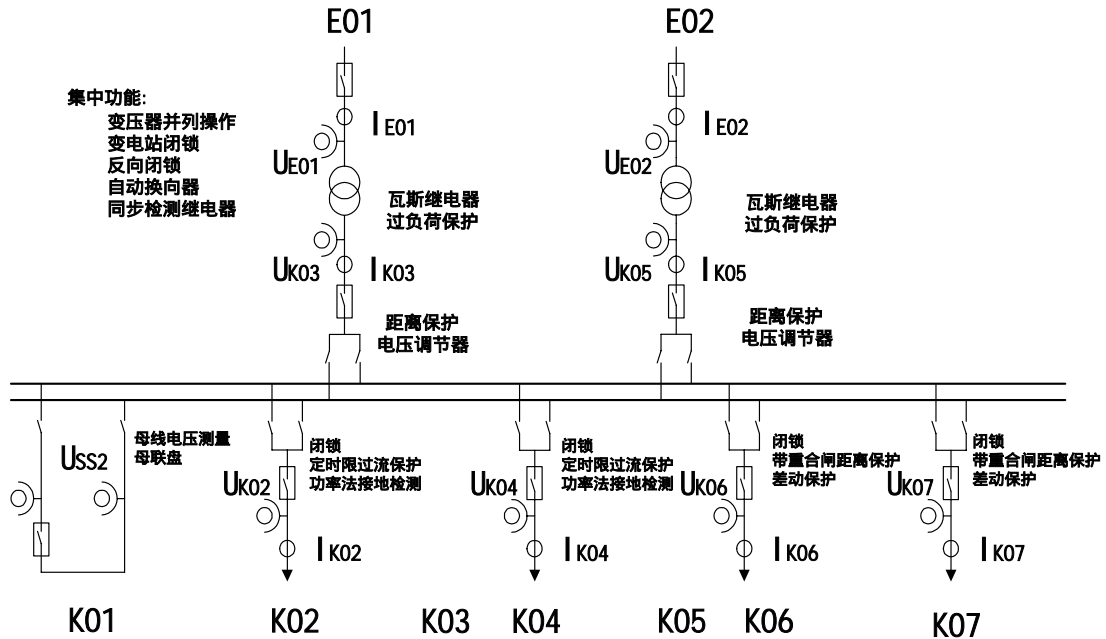 E01
E02
集中功能:
变压器并列操作
变电站闭锁
反向闭锁
自动换向器
同步检测继电器
I E01
UE01
I E02
UE02
瓦斯继电器
过负荷保护
瓦斯继电器
过负荷保护
UK03
I K03
UK05
I K05
距离保护
电压调节器
距离保护
电压调节器
USS2
母线电压测量
母联盘
闭锁
定时限过流保护
功率法接地检测
UK02
I K02
闭锁
定时限过流保护
功率法接地检测
UK04
I K04
闭锁
带重合闸距离保护
差动保护
UK06
I K06
闭锁
带重合闸距离保护
差动保护
UK07
I K07
K01
K02
K03
K04
K05
K06
K07